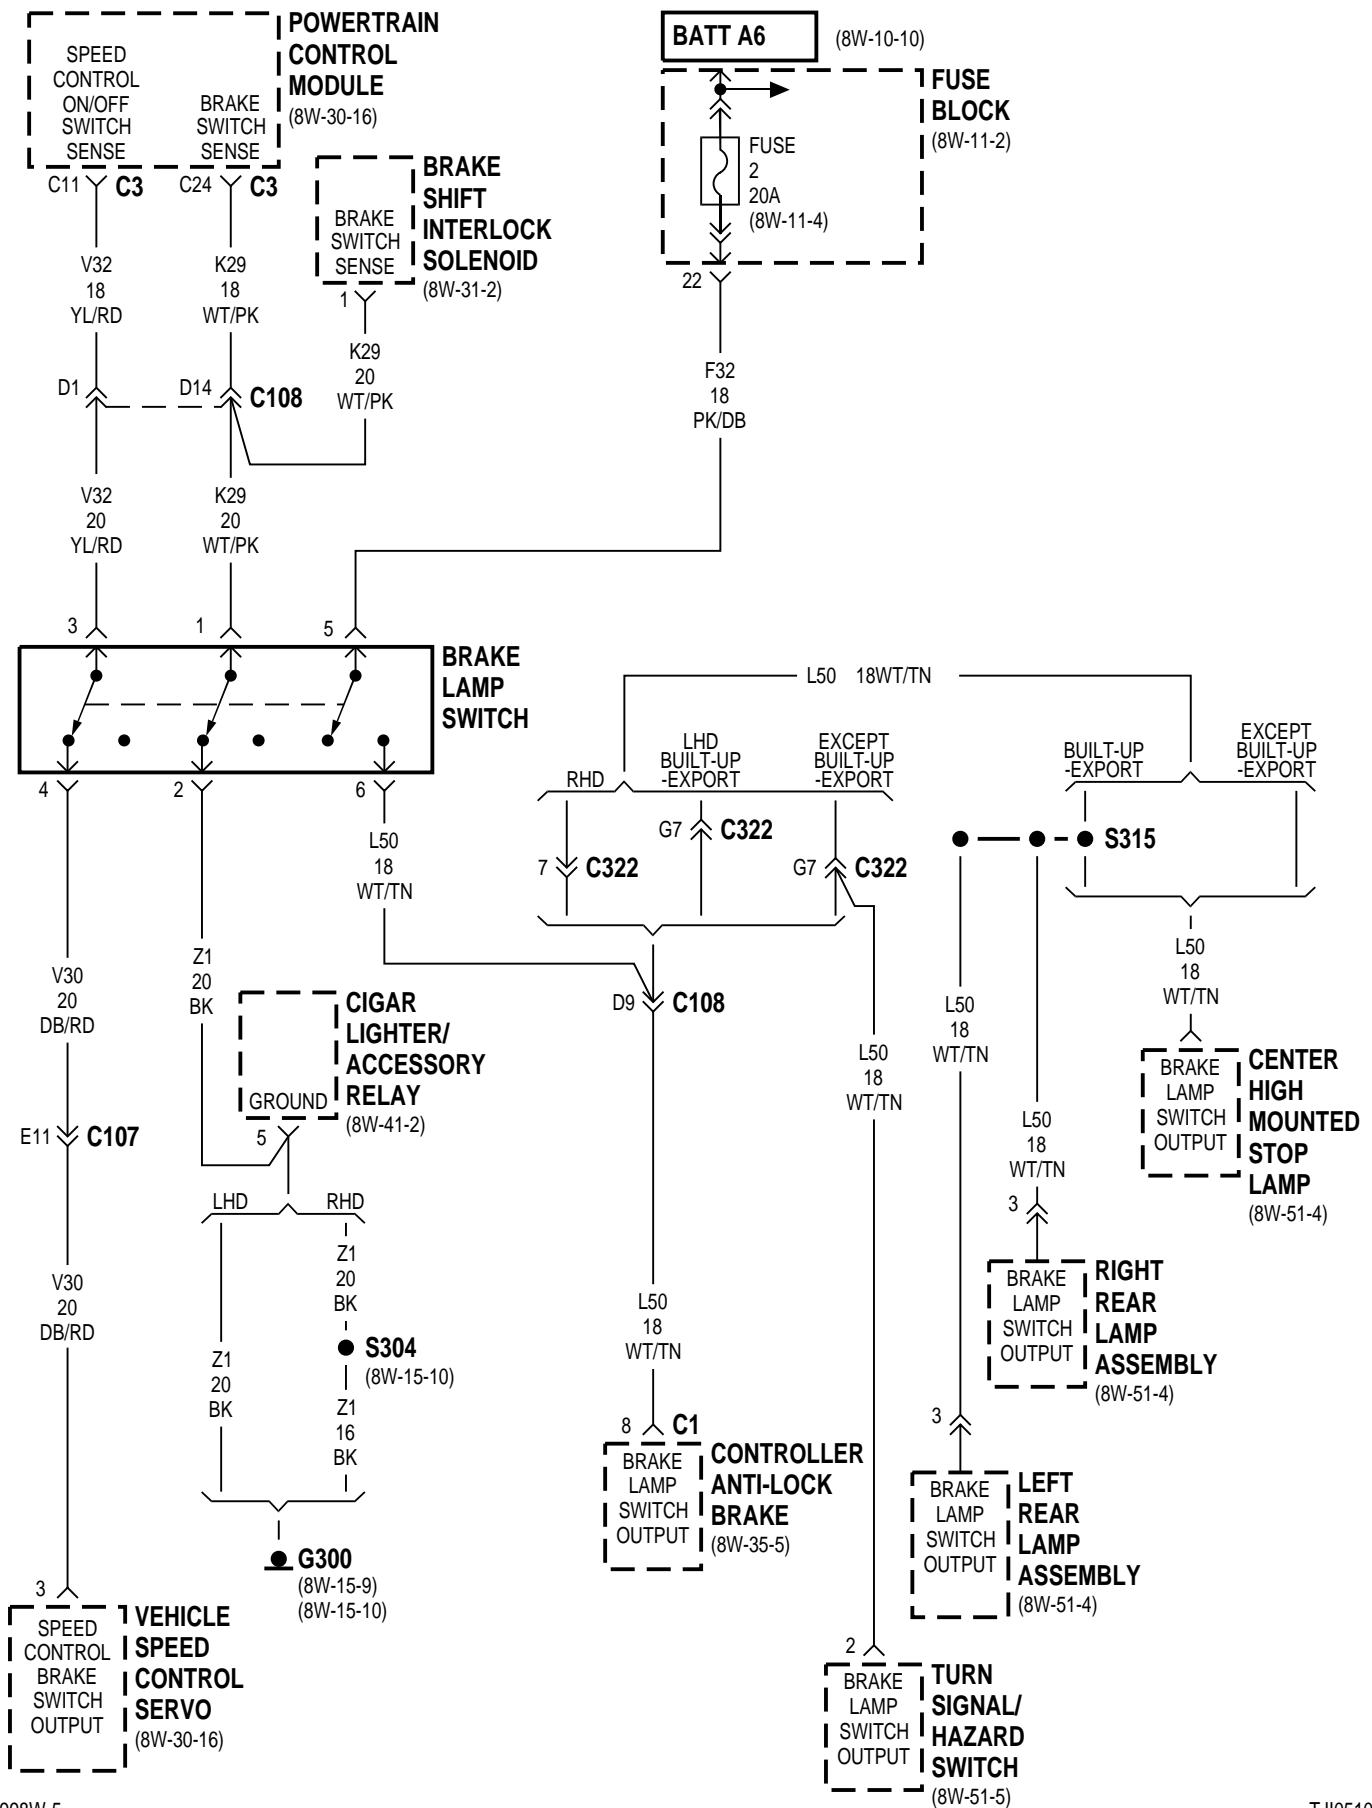 POWERTRAIN
CONTROL
MODULE
(8W-30-16)
SPEED
CONTROL
ON/OFF
SWITCH
SENSE
BRAKE
SWITCH
SENSE
C11
C3
C24
C3
BATT A6
(8W-10-10)
FUSE
BLOCK
(8W-11-2)
FUSE
2
20A
(8W-11-4)
22
BRAKE
SHIFT
INTERLOCK
SOLENOID
(8W-31-2)
BRAKE
SWITCH
SENSE
1
V32
18
YL/RD
K29
18
WT/PK
K29
20
WT/PK
F32
18
PK/DB
D1
D14
C108
V32
20
YL/RD
K29
20
WT/PK
3
1
5
BRAKE
LAMP
SWITCH
4
2
6
L50 18WT/TN
RHD
LHD
BUILT-UP
-EXPORT
EXCEPT
BUILT-UP
-EXPORT
BUILT-UP
-EXPORT
EXCEPT
BUILT-UP
-EXPORT
7
C322
G7
C322
G7
C322
S315
L50
18
WT/TN
V30
20
DB/RD
Z1
20
BK
CIGAR
LIGHTER/
ACCESSORY
RELAY
(8W-41-2)
GROUND
5
D9
C108
L50
18
WT/TN
L50
18
WT/TN
L50
18
WT/TN
L50
18
WT/TN
BRAKE
LAMP
SWITCH
OUTPUT
CENTER
HIGH
MOUNTED
STOP
LAMP
(8W-51-4)
E11
C107
LHD
RHD
Z1
20
BK
S304
(8W-15-10)
Z1
20
BK
Z1
16
BK
V30
20
DB/RD
L50
18
WT/TN
3
BRAKE
LAMP
SWITCH
OUTPUT
RIGHT
REAR
LAMP
ASSEMBLY
(8W-51-4)
8
C1
BRAKE
LAMP
SWITCH
OUTPUT
CONTROLLER
ANTI-LOCK
BRAKE
(8W-35-5)
3
BRAKE
LAMP
SWITCH
OUTPUT
LEFT
REAR
LAMP
ASSEMBLY
(8W-51-4)
G300
(8W-15-9)
(8W-15-10)
3
SPEED
CONTROL
BRAKE
SWITCH
OUTPUT
VEHICLE
SPEED
CONTROL
SERVO
(8W-30-16)
2
BRAKE
LAMP
SWITCH
OUTPUT
TURN
SIGNAL/
HAZARD
SWITCH
(8W-51-5)